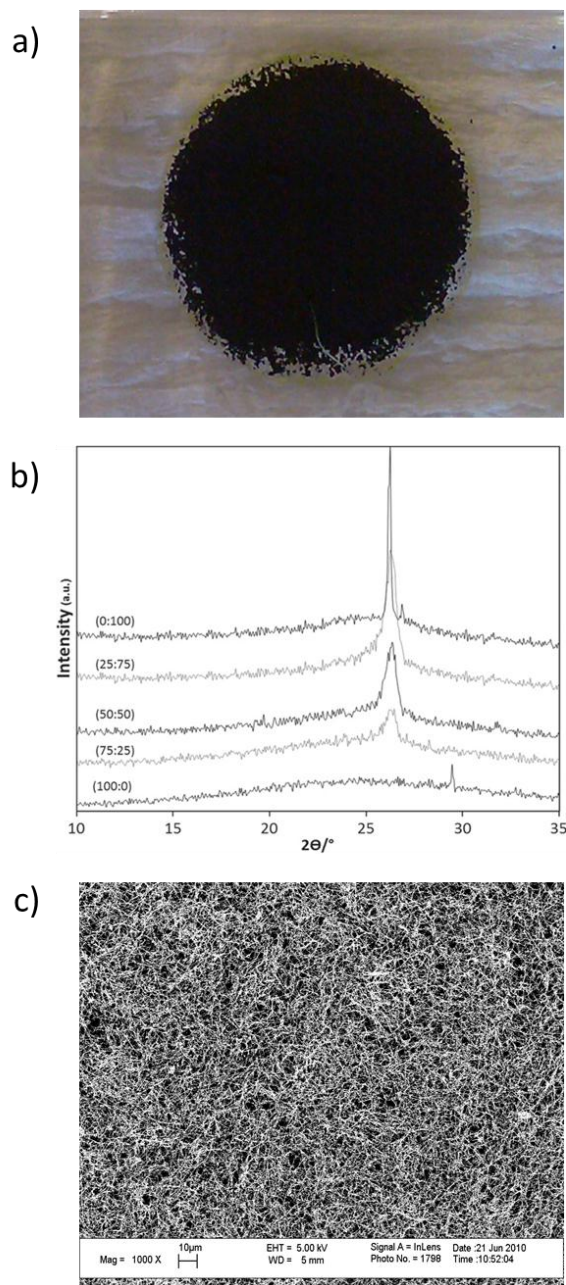 a)
b)
Intensity (a.u.)
(0:100)
(25:75)
(50:50)
(75:25)
(100:0)
10 15 20 25 30 35
2Θ/°
c)
Mag = 1000 X 10µm EHT = 5.00 kV Signal A = InLens Date :21 Jun 2010
WD = 5 mm Photo No. = 1798 Time :10:52:04